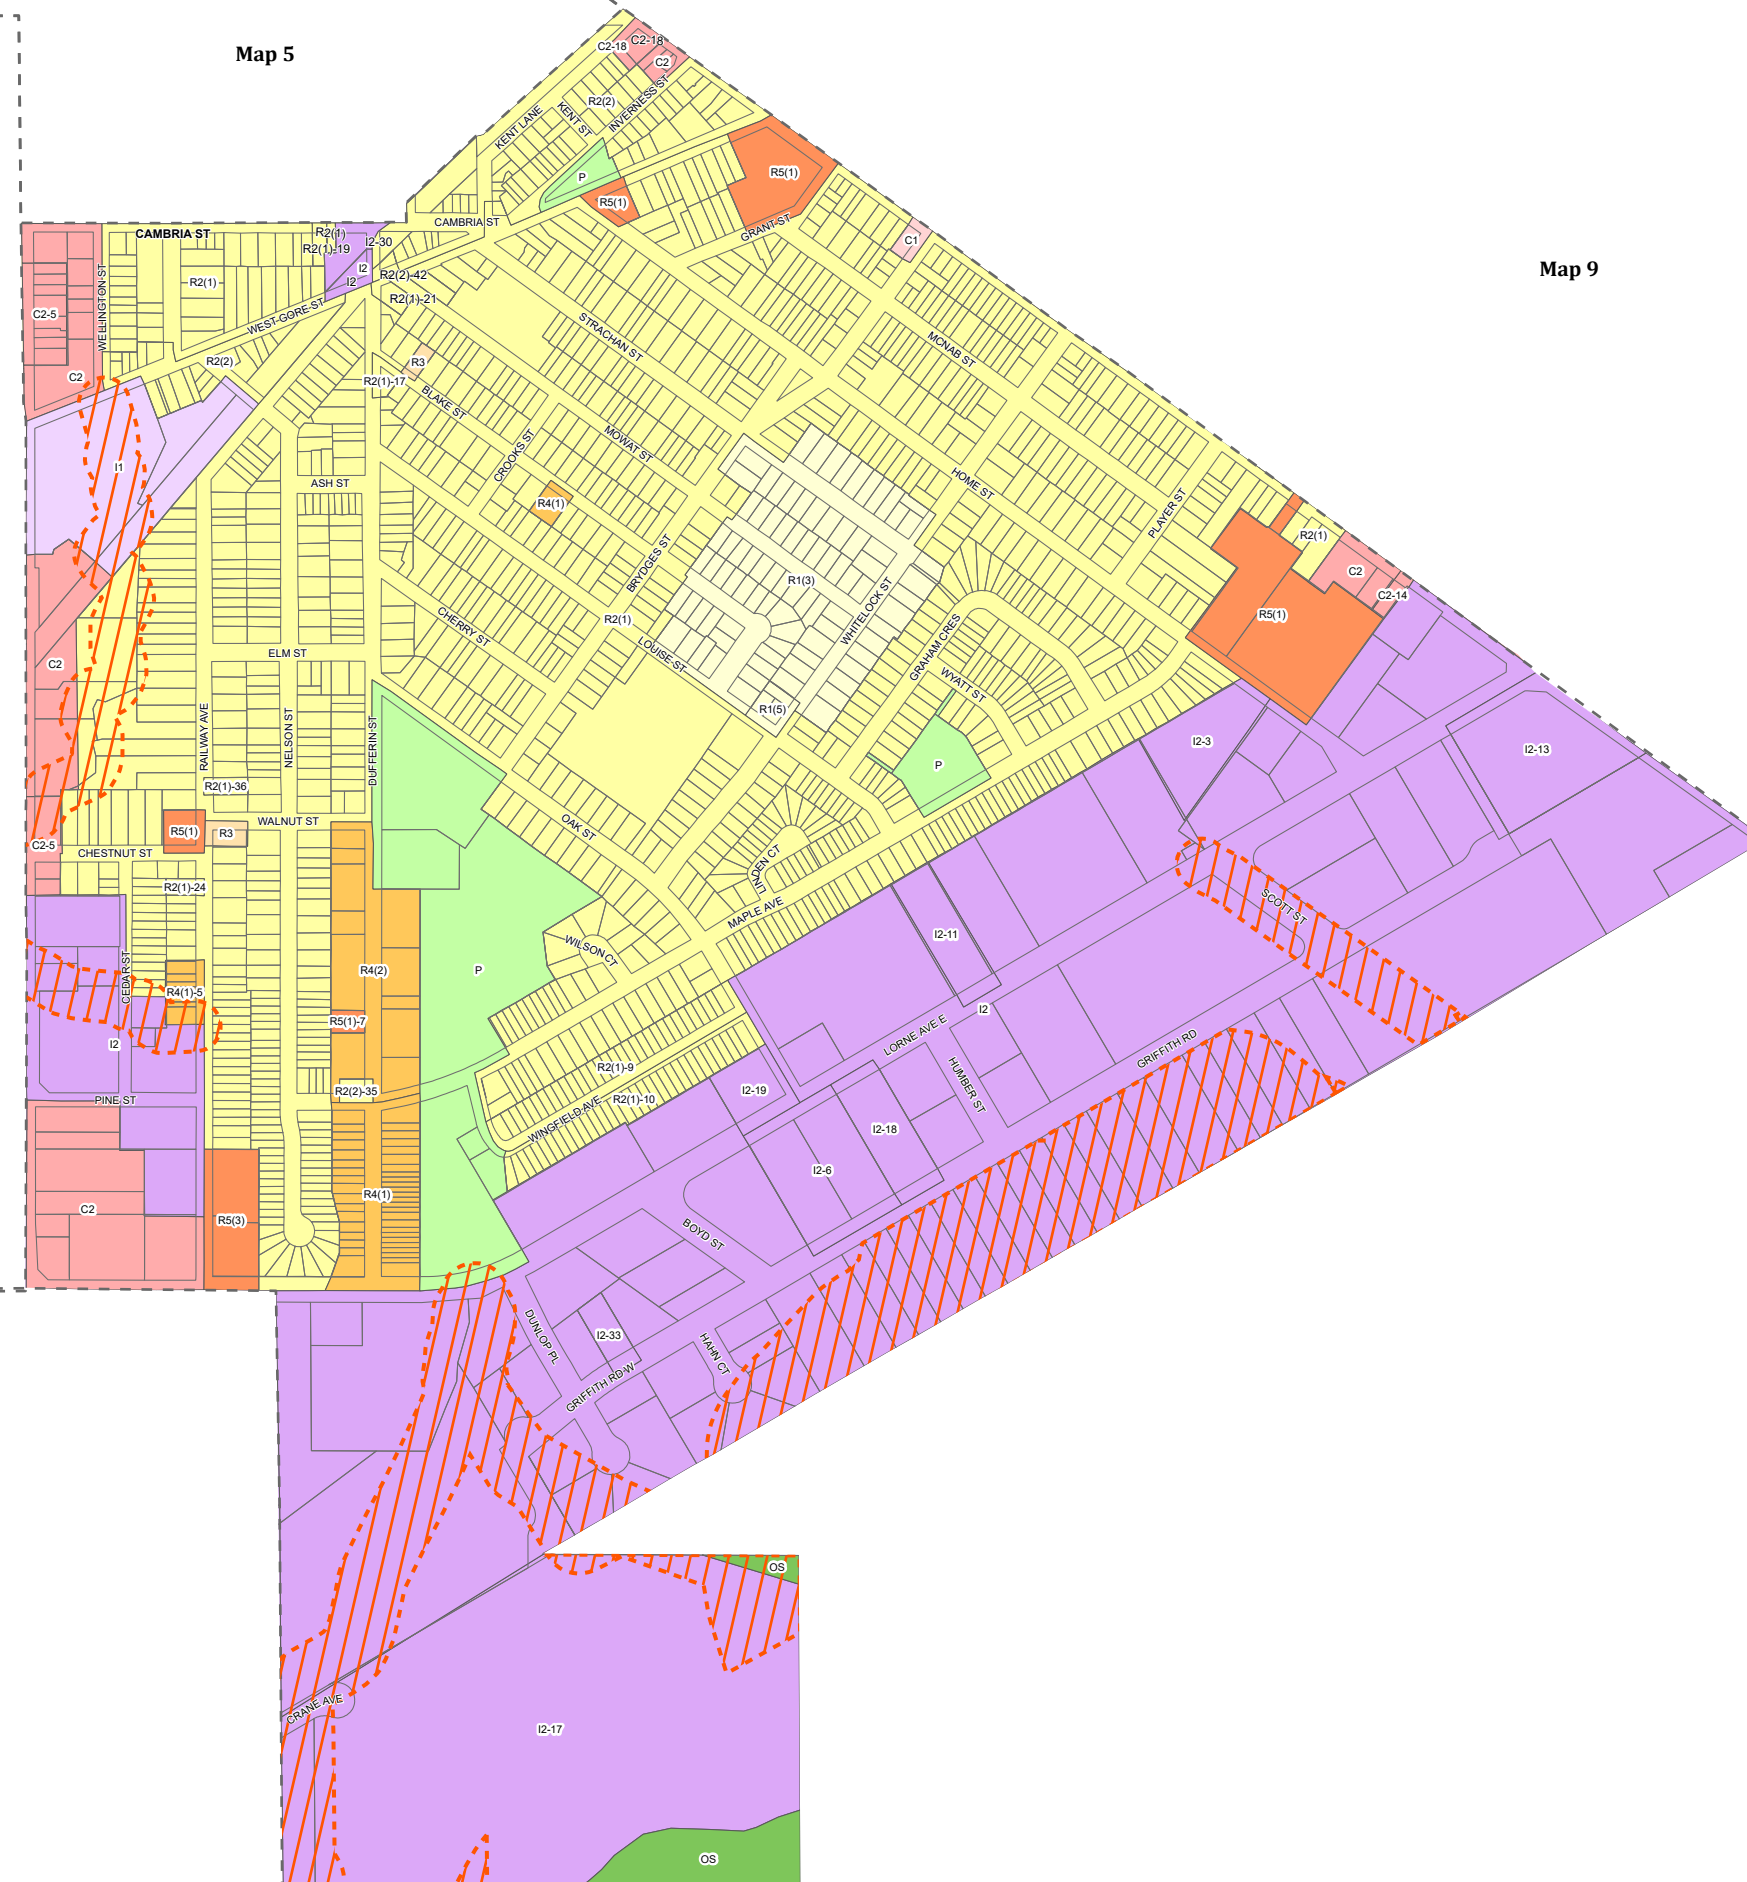 Map 5
C2-18
C2-18
C2
R2(2)
KENT LANE
KENT ST
INVERNESS ST
P
R5(1)
R5(1)
CAMBRIA ST
GRANT ST
C1
CAMBRIA ST
R2(1)
R2(1)-19
I2-30
I2
I2
R2(2)-42
R2(1)-21
R2(1)
Map 9
WELLINGTON ST
C2-5
WEST GORE ST
STRACHAN ST
MCNAB ST
R2(2)
R3
R2(1)-17
C2
BLAKE ST
MOWAT ST
CROOKS ST
I1
ASH ST
R4(1)
HOME ST
PLAYER ST
R2(1)
C2
C2-14
R5(1)
BRYDGES ST
R1(3)
WHITELOCK ST
CHERRY ST
R2(1)
LOUISE ST
GRAHAM CRES
WYATT ST
R1(5)
ELM ST
C2
RAILWAY AVE
NELSON ST
DUFFERIN ST
I2-3
I2-13
P
R2(1)-36
WALNUT ST
R5(1)
R3
OAK ST
C2-5
CHESTNUT ST
LINDEN CT
R2(1)-24
MAPLE AVE
SCOTT ST
I2-11
WILSON CT
CEDAR ST
R4(2)
P
R4(1)-5
I2
R5(1)-7
LORNE AVE E
I2
GRIFFITH RD
R2(1)-9
HUMBER ST
R2(2)-35
I2-19
PINE ST
R2(1)-10
WINGFIELD AVE
I2-18
I2-6
R4(1)
C2
R5(3)
BOYD ST
DUNLOP PL
I2-33
HAHN CT
GRIFFITH RD W
OS
CRANE AVE
I2-17
OS